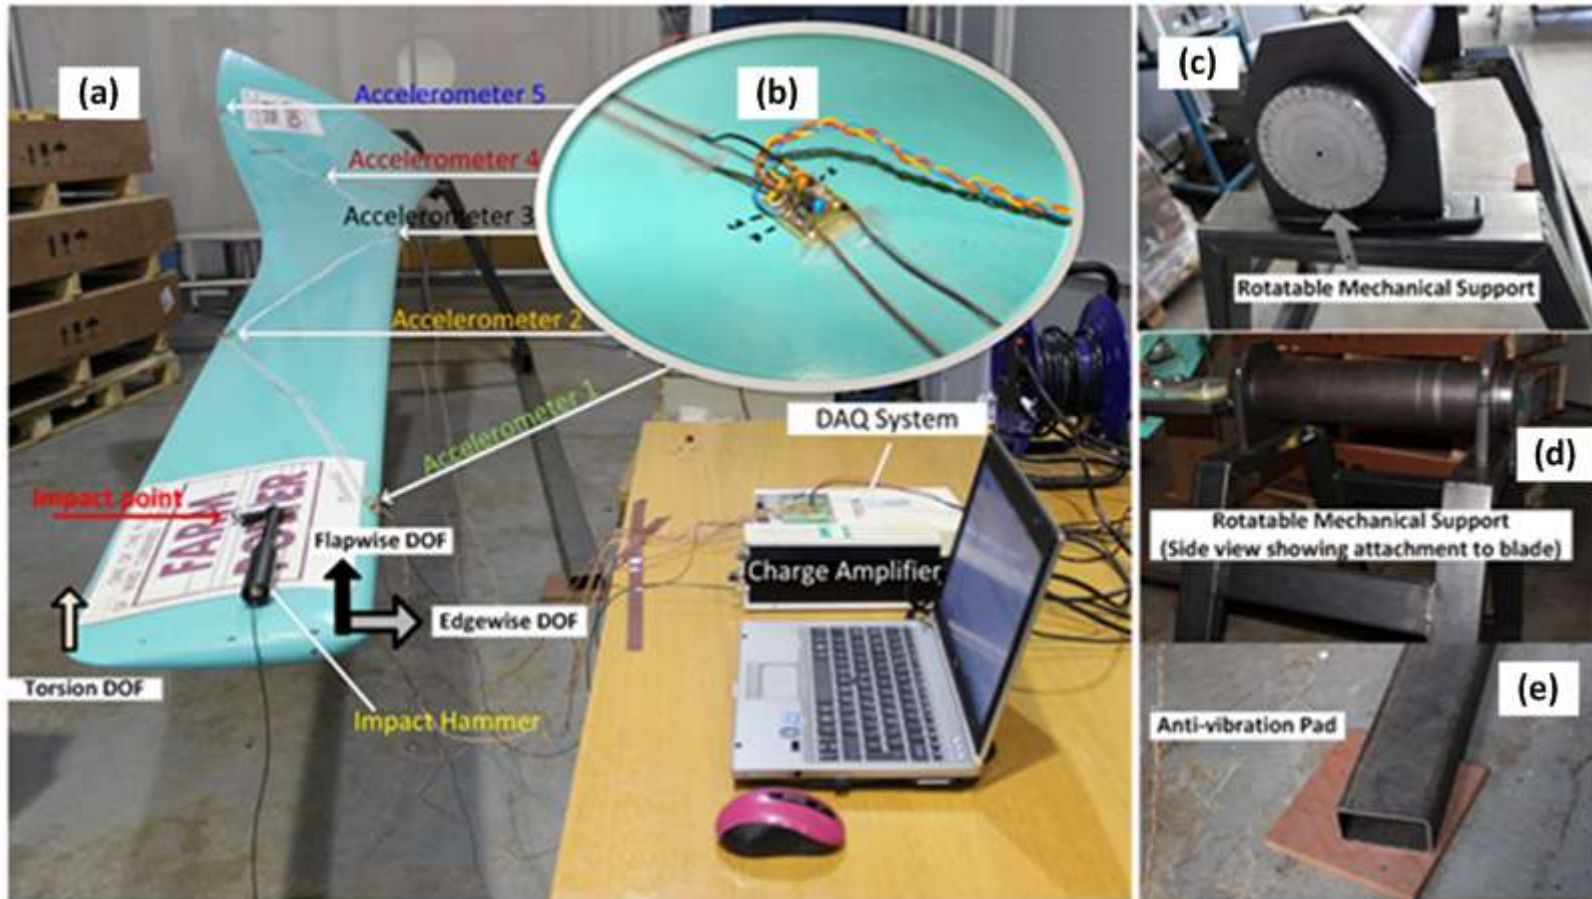 (a)
Accelerometer 5
(b)
Accelerometer 4
Accelerometer 3
Accelerometer 2
Accelerometer 1
DAQ System
Impact point
FARM
POWER
Flapwise DOF
Charge Amplifier
Edgewise DOF
Torsion DOF
Impact Hammer
(c)
Rotatable Mechanical Support
(d)
Rotatable Mechanical Support
(Side view showing attachment to blade)
(e)
Anti-vibration Pad